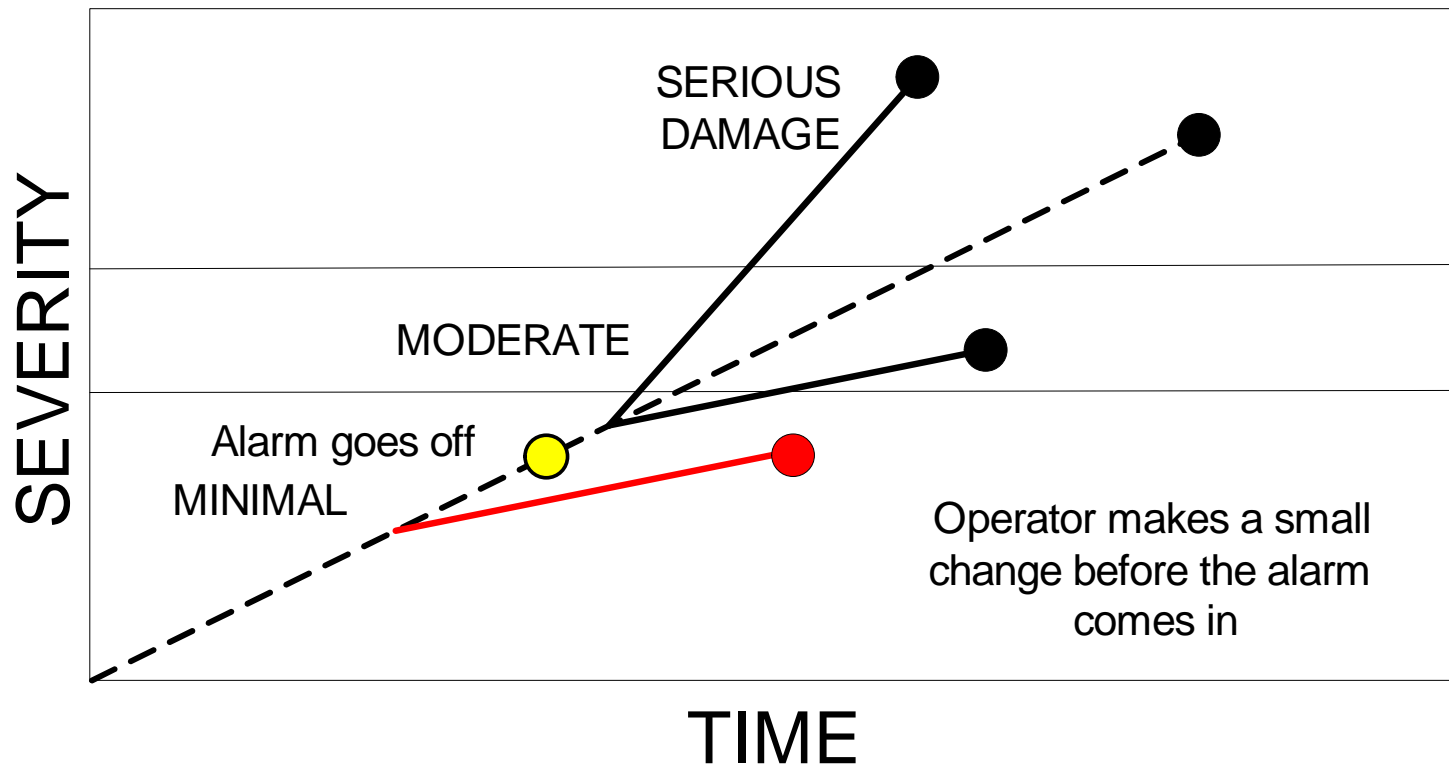 SERIOUS
DAMAGE
SEVERITY
MODERATE
Alarm goes off
MINIMAL
Operator makes a small
change before the alarm
comes in
TIME